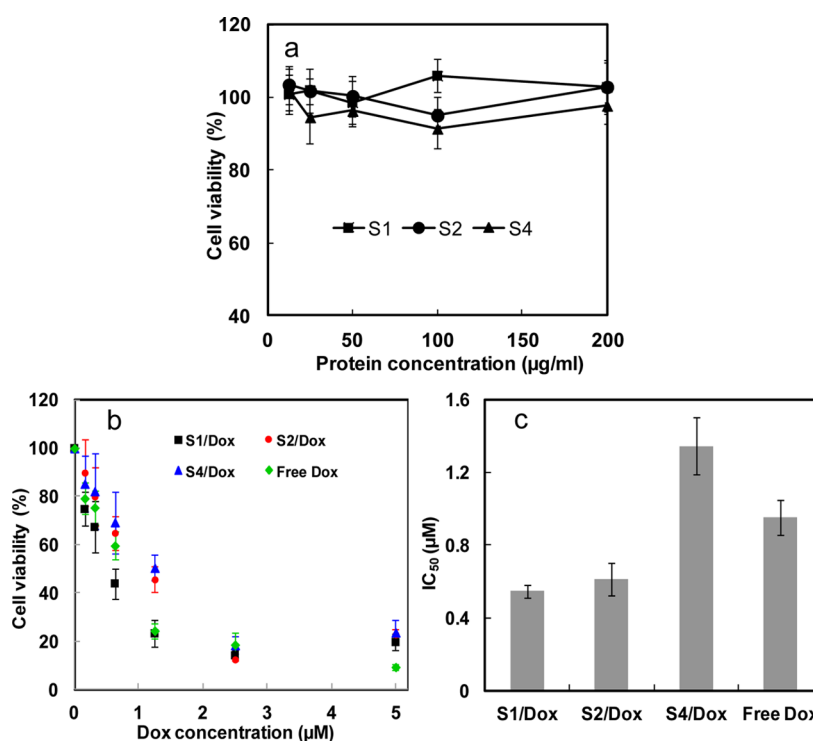 a
120
100
80
60
40
Cell viability (%)
S1 S2 S4
0 50 100 150 200
Protein concentration (µg/ml)
b
120
100
80
60
40
20
0
Cell viability (%)
S1/Dox S2/Dox
S4/Dox Free Dox
0 1 2 3 4 5
Dox concentration (µM)
c
1.6
1.2
0.8
0.4
0
IC50 (µM)
S1/Dox S2/Dox S4/Dox Free Dox